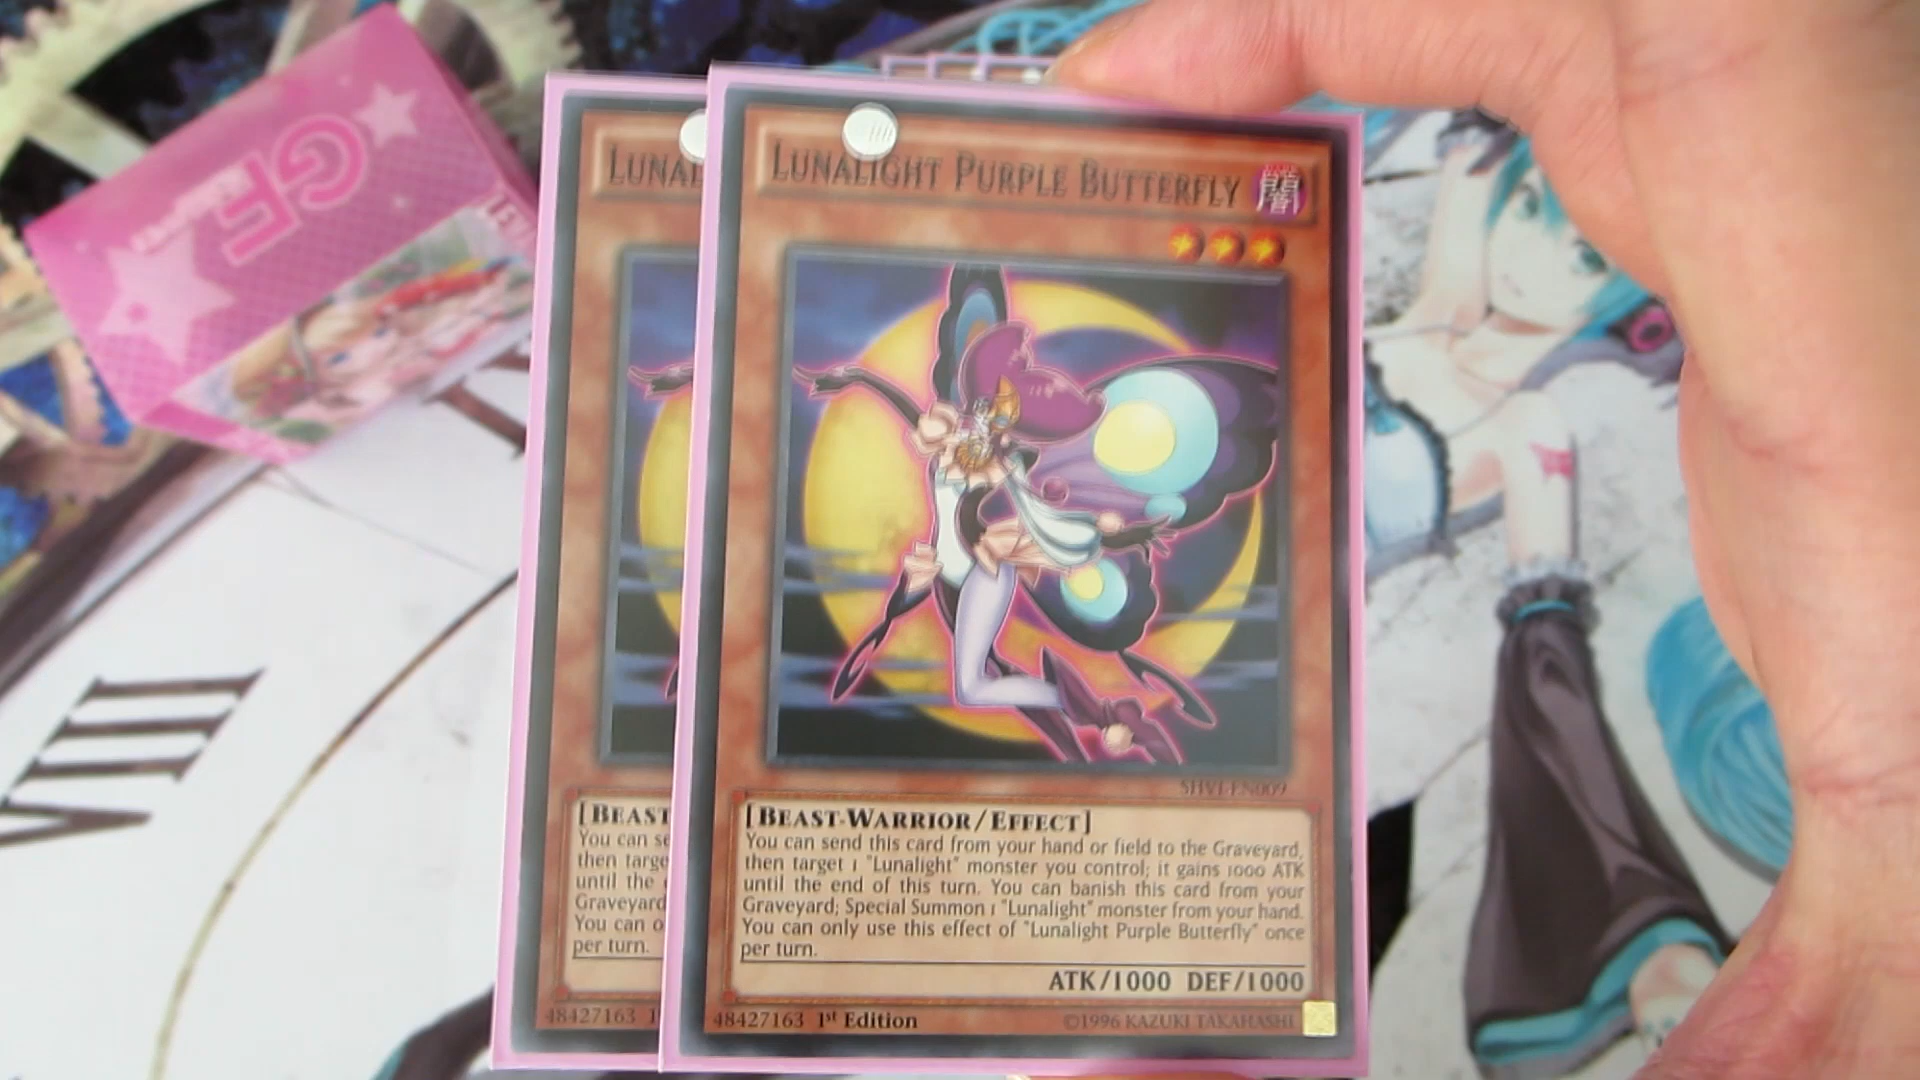 GF
VIII
LUNAL
LUNALIGHT PURPLE BUTTERFLY
闇
SHVI-EN009
[BEAST
You can se
then targe
until the
Graveyard
You can o
per turn.
48427163 1
[BEAST-WARRIOR/EFFECT]
You can send this card from your hand or field to the Graveyard,
then target 1 "Lunalight" monster you control; it gains 1000 ATK
until the end of this turn. You can banish this card from your
Graveyard; Special Summon 1 "Lunalight" monster from your hand.
You can only use this effect of "Lunalight Purple Butterfly" once
per turn.
ATK/1000 DEF/1000
48427163 1st Edition
©1996 KAZUKI TAKAHASHI